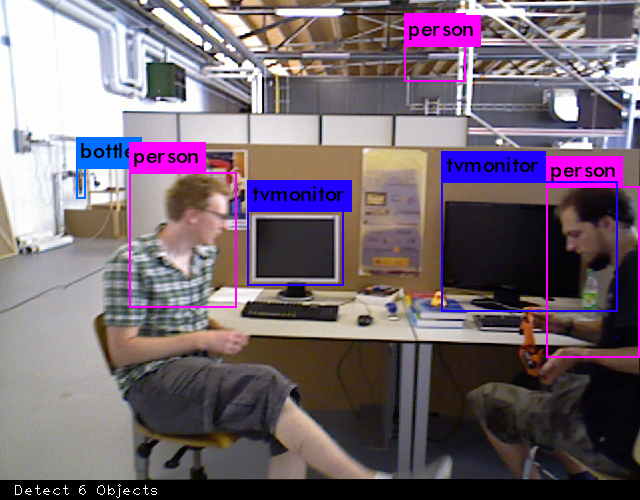 person
bottle
person
tvmonitor
tvmonitor
person
Detect 6 Objects